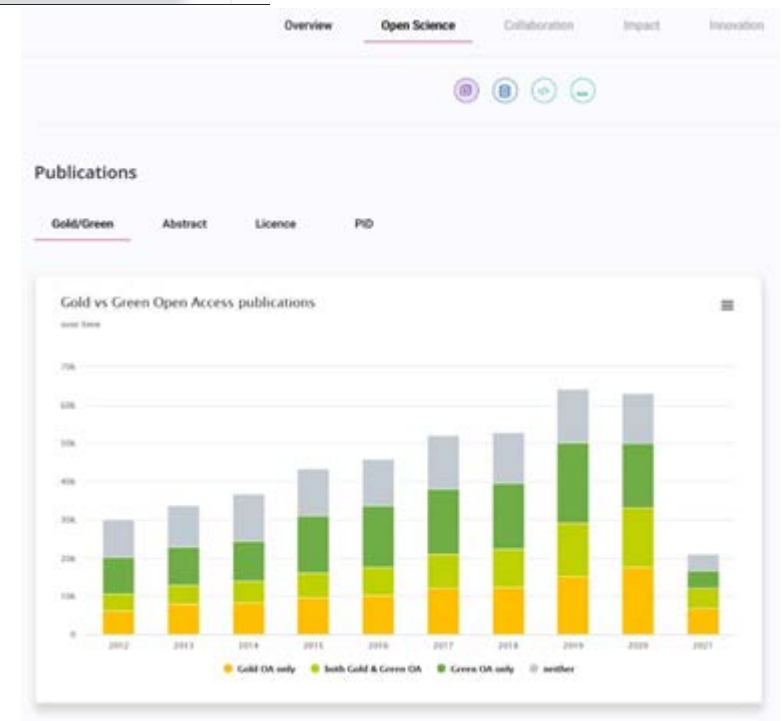 Overview Open Science Collaboration Impact Innovation
Publications
Gold/Green Abstract Licence PID
Gold vs Green Open Access publications
over time
70k
60k
50k
40k
30k
20k
10k
0
2012 2013 2014 2015 2016 2017 2018 2019 2020 2021
Gold OA only both Gold & Green OA Green OA only neither